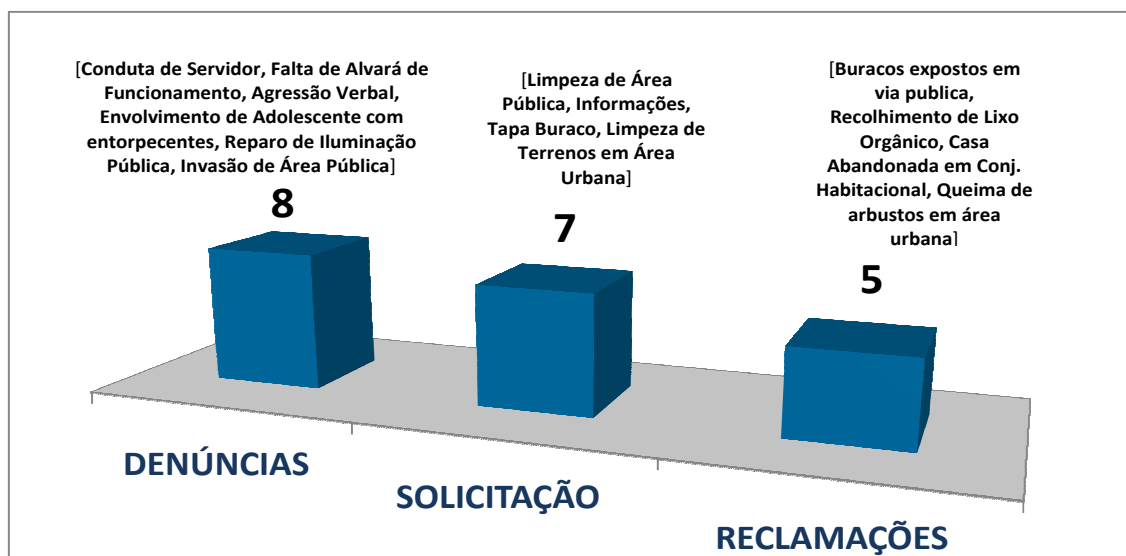 [Conduta de Servidor, Falta de Alvará de
Funcionamento, Agressão Verbal,
Envolvimento de Adolescente com
entorpecentes, Reparo de Iluminação
Pública, Invasão de Área Pública]
8
[Limpeza de Área
Pública, Informações,
Tapa Buraco, Limpeza de
Terrenos em Área
Urbana]
7
[Buracos expostos em
via publica,
Recolhimento de Lixo
Orgânico, Casa
Abandonada em Conj.
Habitacional, Queima de
arbustos em área
urbana]
5
DENÚNCIAS
SOLICITAÇÃO
RECLAMAÇÕES